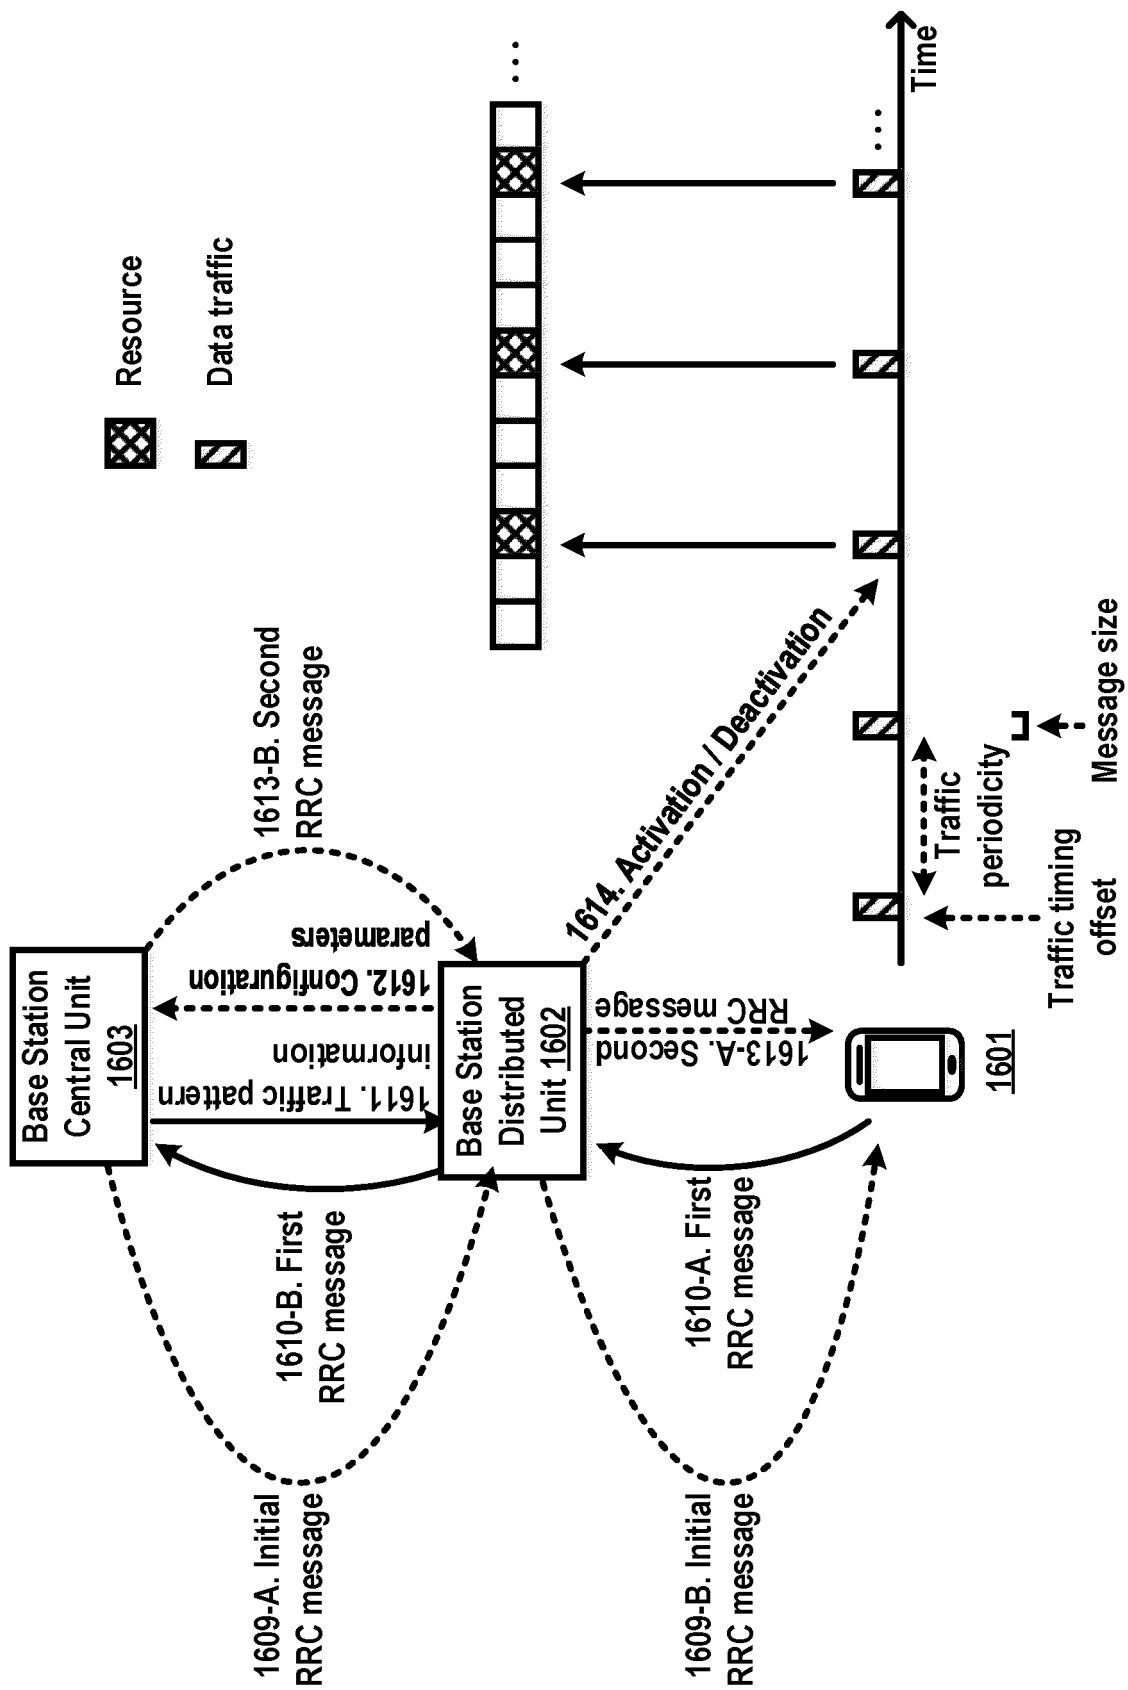 Base Station
Central Unit
1603
1609-A. Initial
RRC message
1610-B. First
RRC message
1611. Traffic pattern
information
1612. Configuration
parameters
1613-B. Second
RRC message
Resource
Data traffic
Base Station
Distributed
Unit 1602
1609-B. Initial
RRC message
1610-A. First
RRC message
1613-A. Second
RRC message
1614. Activation / Deactivation
1601
Traffic timing
offset
Traffic
periodicity
Message size
Time
...
...